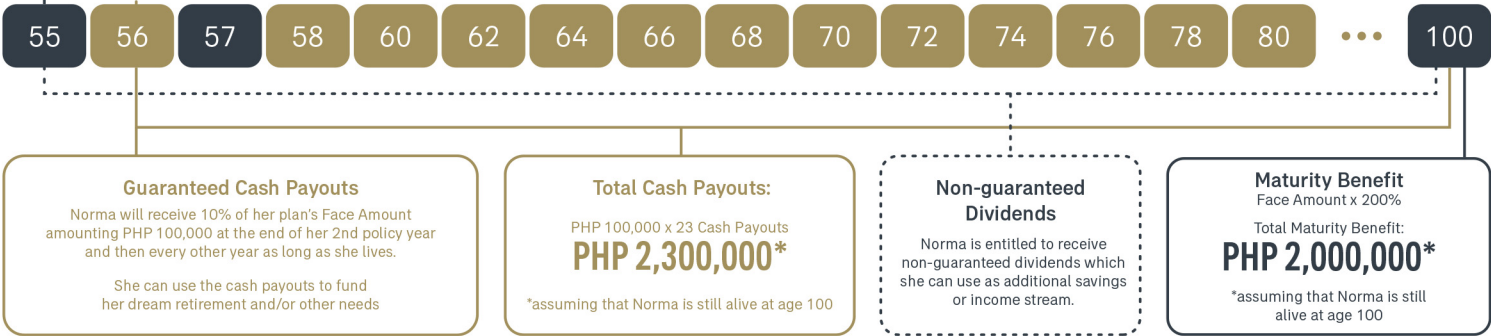 55 56 57 58 60 62 64 66 68 70 72 74 76 78 80 ••• 100
Guaranteed Cash Payouts
Norma will receive 10% of her plan's Face Amount
amounting PHP 100,000 at the end of her 2nd policy year
and then every other year as long as she lives.
She can use the cash payouts to fund
her dream retirement and/or other needs
Total Cash Payouts:
PHP 100,000 x 23 Cash Payouts
PHP 2,300,000*
*assuming that Norma is still alive at age 100
Non-guaranteed
Dividends
Norma is entitled to receive
non-guaranteed dividends which
she can use as additional savings
or income stream.
Maturity Benefit
Face Amount x 200%
Total Maturity Benefit:
PHP 2,000,000*
*assuming that Norma is still
alive at age 100